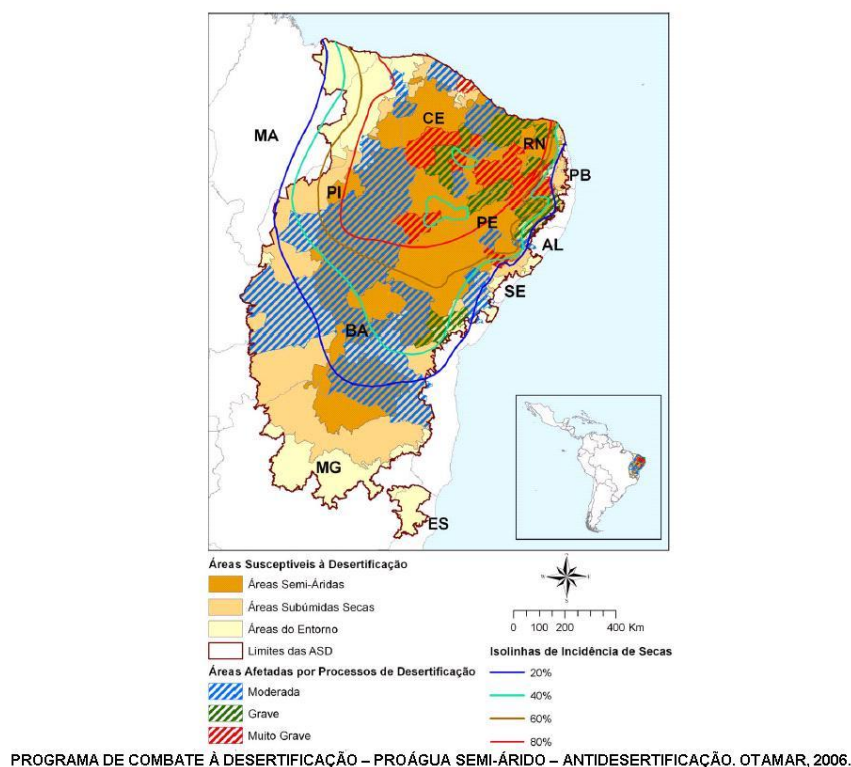 CE
MA
RN
PB
PI
PE
AL
SE
BA
MG
ES
Áreas Susceptiveis à Desertificação
Áreas Semi-Áridas
Áreas Subúmidas Secas
Áreas do Entorno
Limites das ASD
Áreas Afetadas por Processos de Desertificação
Moderada
Grave
Muito Grave
N
S
0 100 200 400 Km
Isolinhas de Incidência de Secas
20%
40%
60%
80%
PROGRAMA DE COMBATE À DESERTIFICAÇÃO – PROÁGUA SEMI-ÁRIDO – ANTIDESERTIFICAÇÃO. OTAMAR, 2006.